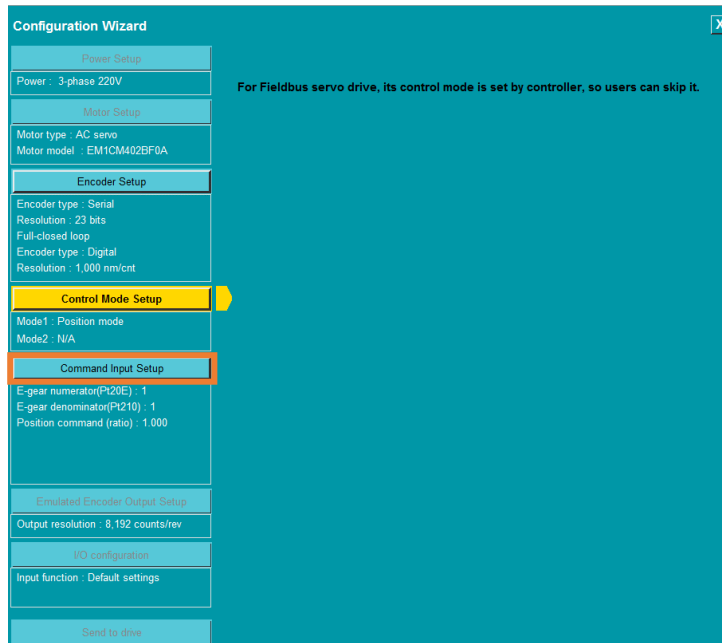 Configuration Wizard
X
Power Setup
Power : 3-phase 220V
For Fieldbus servo drive, its control mode is set by controller, so users can skip it.
Motor Setup
Motor type : AC servo
Motor model : EM1CM402BF0A
Encoder Setup
Encoder type : Serial
Resolution : 23 bits
Full-closed loop
Encoder type : Digital
Resolution : 1,000 nm/cnt
Control Mode Setup
Mode1 : Position mode
Mode2 : N/A
Command Input Setup
E-gear numerator(Pt20E) : 1
E-gear denominator(Pt210) : 1
Position command (ratio) : 1.000
Emulated Encoder Output Setup
Output resolution : 8,192 counts/rev
I/O configuration
Input function : Default settings
Send to drive